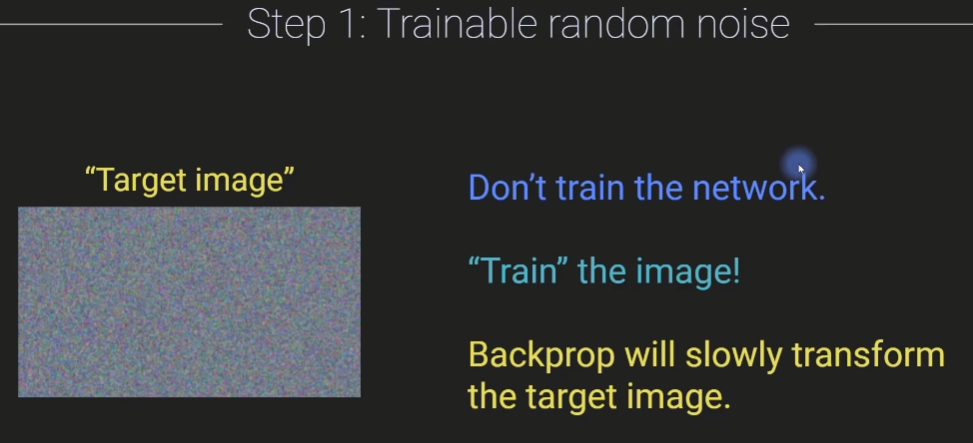 Step 1: Trainable random noise
“Target image”
Don’t train the network.
“Train” the image!
Backprop will slowly transform
the target image.